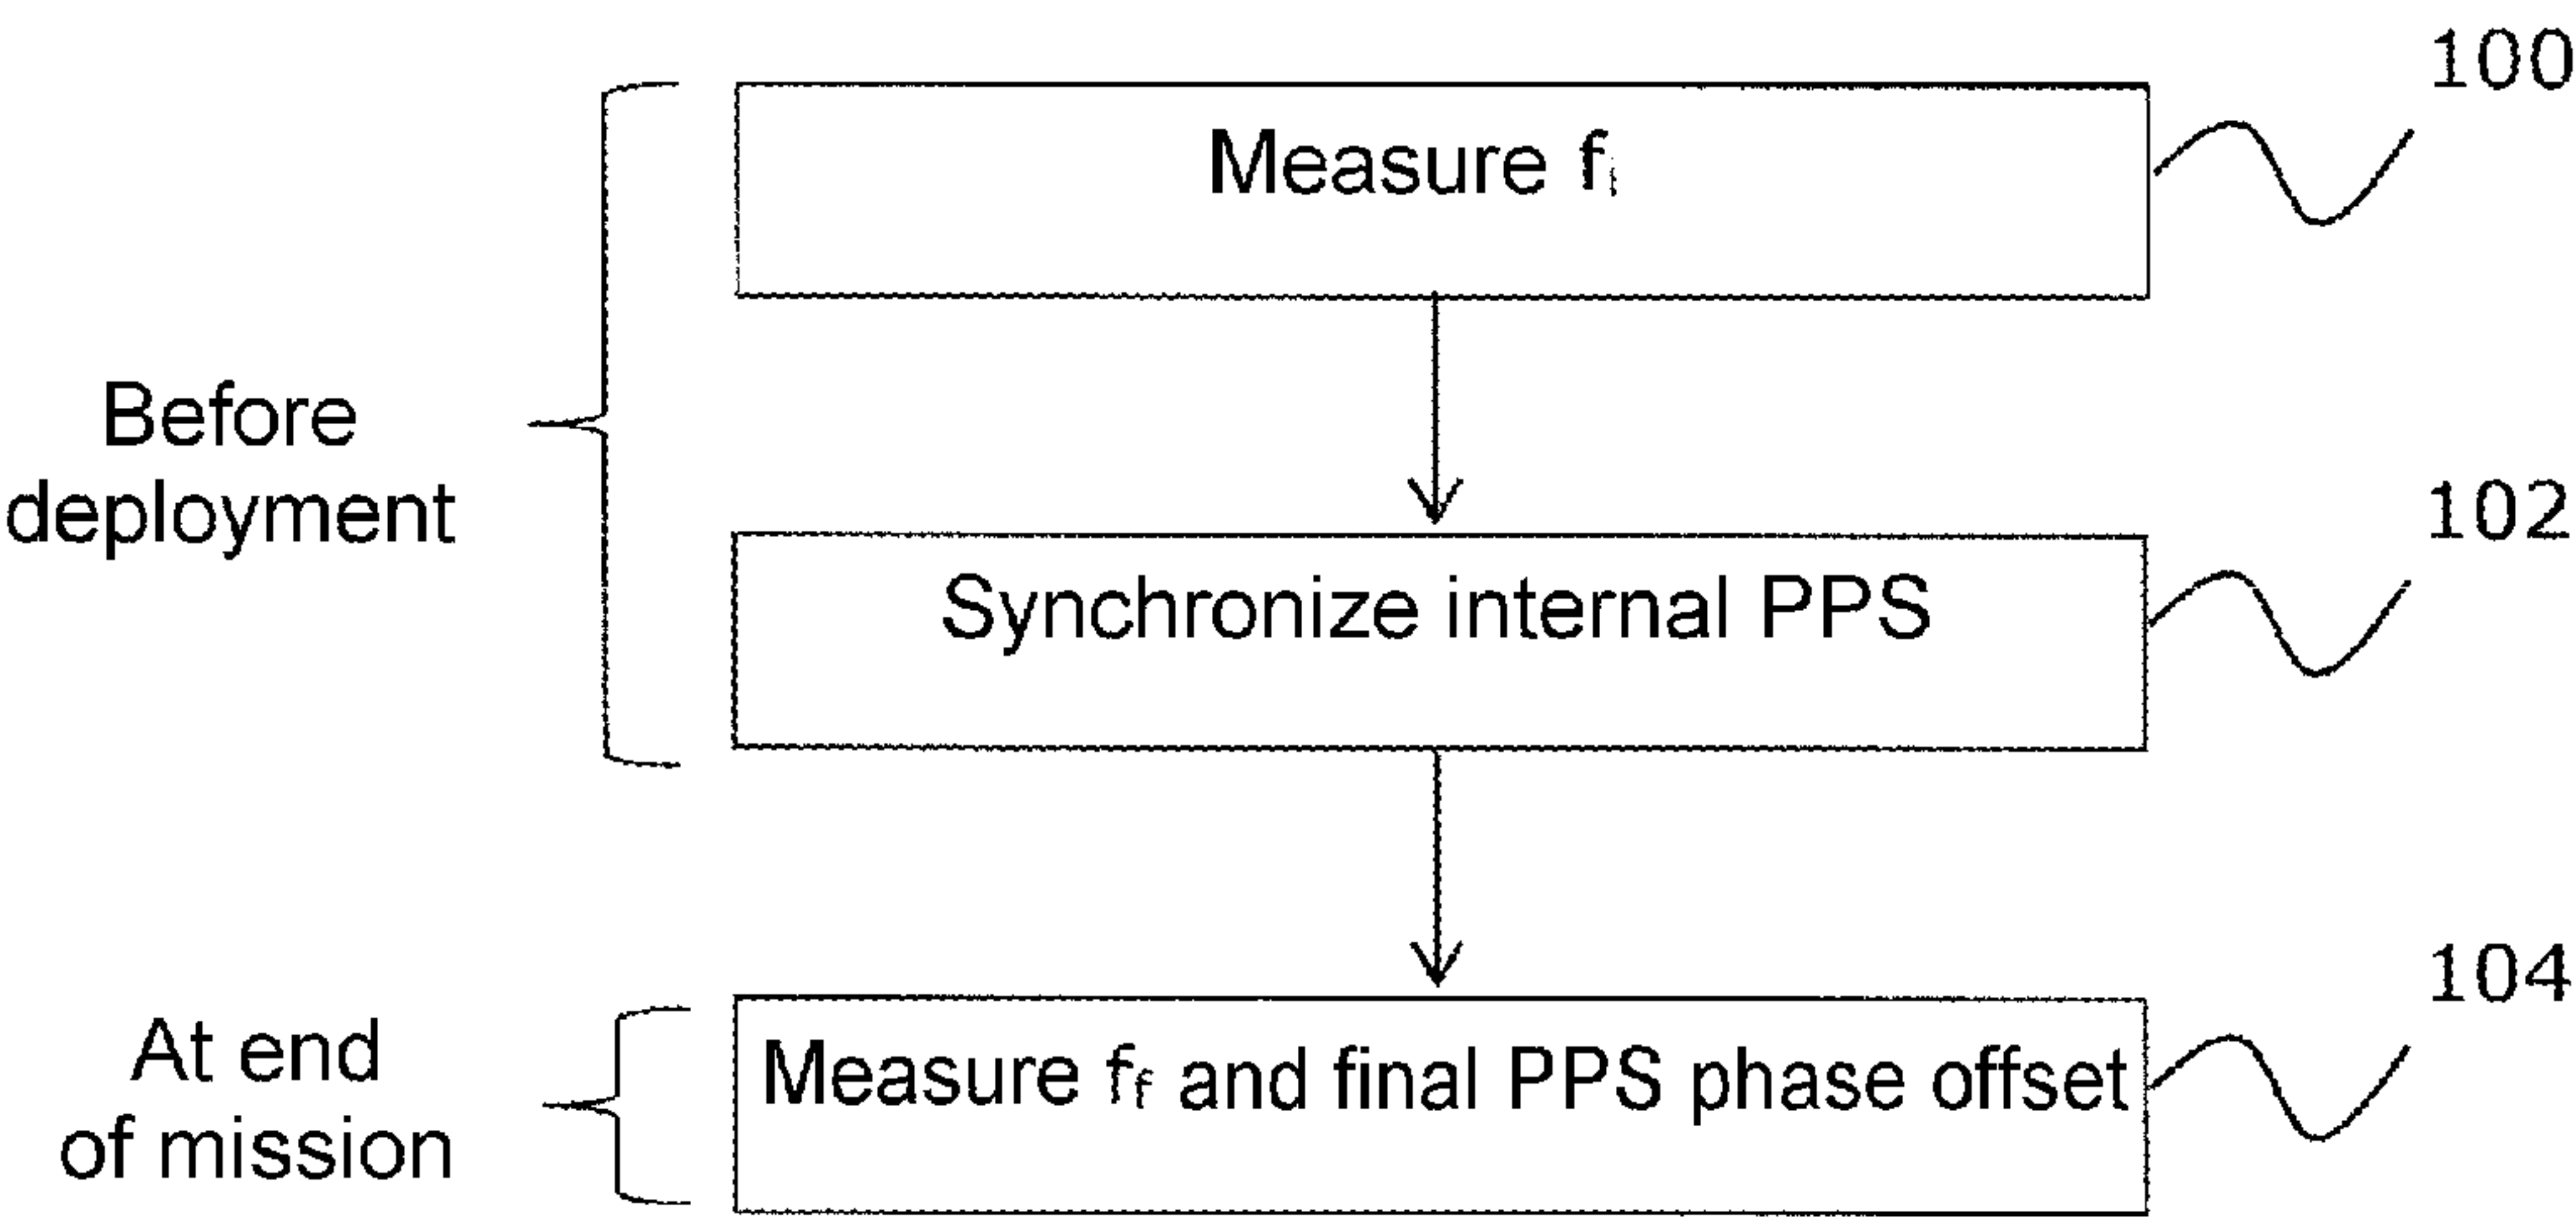 100
Measure fi
Before
deployment
102
Synchronize internal PPS
104
At end
of mission
Measure ff and final PPS phase offset